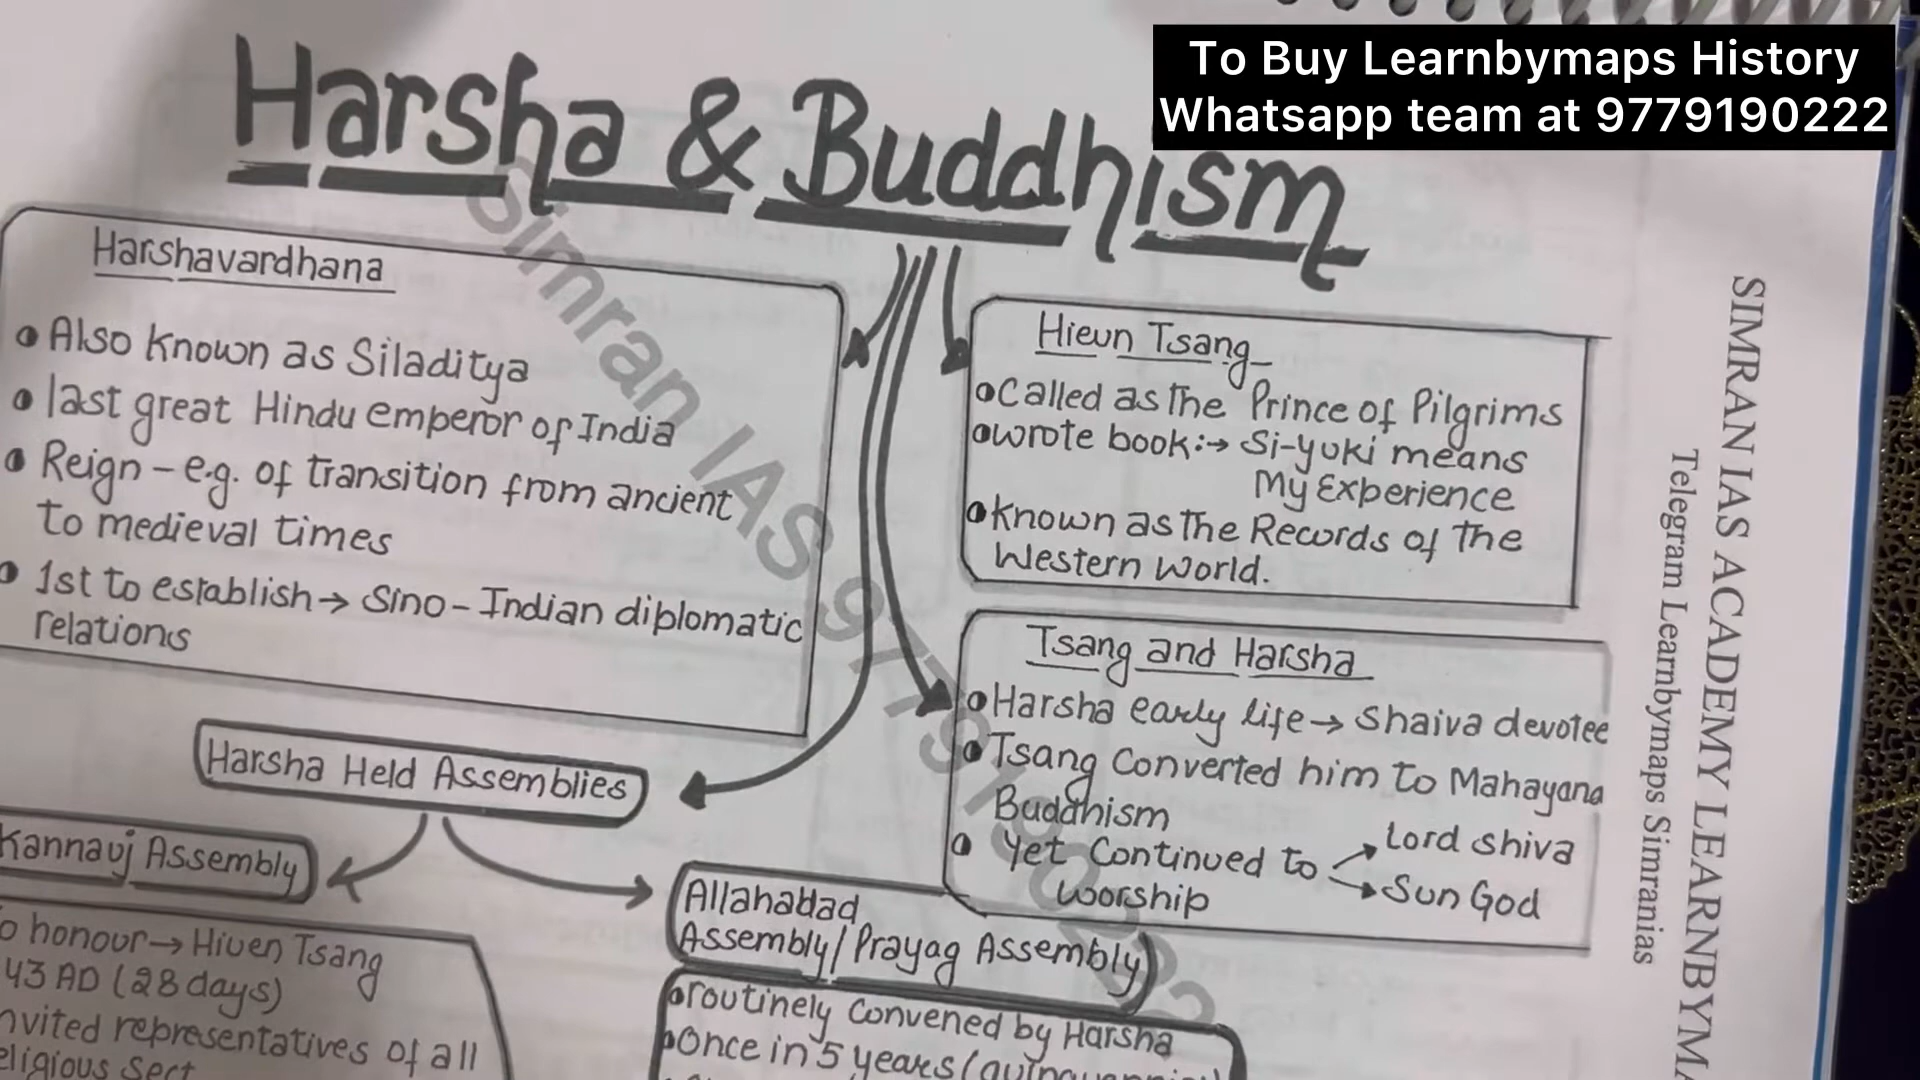 To Buy Learnbymaps History
Whatsapp team at 9779190222
Harsha & Buddhism
Harshavardhana
Also known as Siladitya
last great Hindu emperor of India
Reign - e.g. of transition from ancient
to medieval times
1st to establish → Sino-Indian diplomatic
relations
Hieun Tsang
Called as the Prince of Pilgrims
wrote book:→ Si-yuki means
My Experience
known as the Records of the
Western World.
Tsang and Harsha
Harsha early life → Shaiva devotee
Tsang converted him to Mahayana
Buddhism
Yet Continued to
worship
Lord Shiva
Sun God
Harsha Held Assemblies
Kannauj Assembly
honour → Hiuen Tsang
43 AD (28 days)
representatives of all
Sect
Allahabad
Assembly/Prayag Assembly
routinely convened by Harsha
Once in 5 years
Simran IAS 9779190222
SIMRAN IAS ACADEMY
Telegram Learnbymaps Simranias